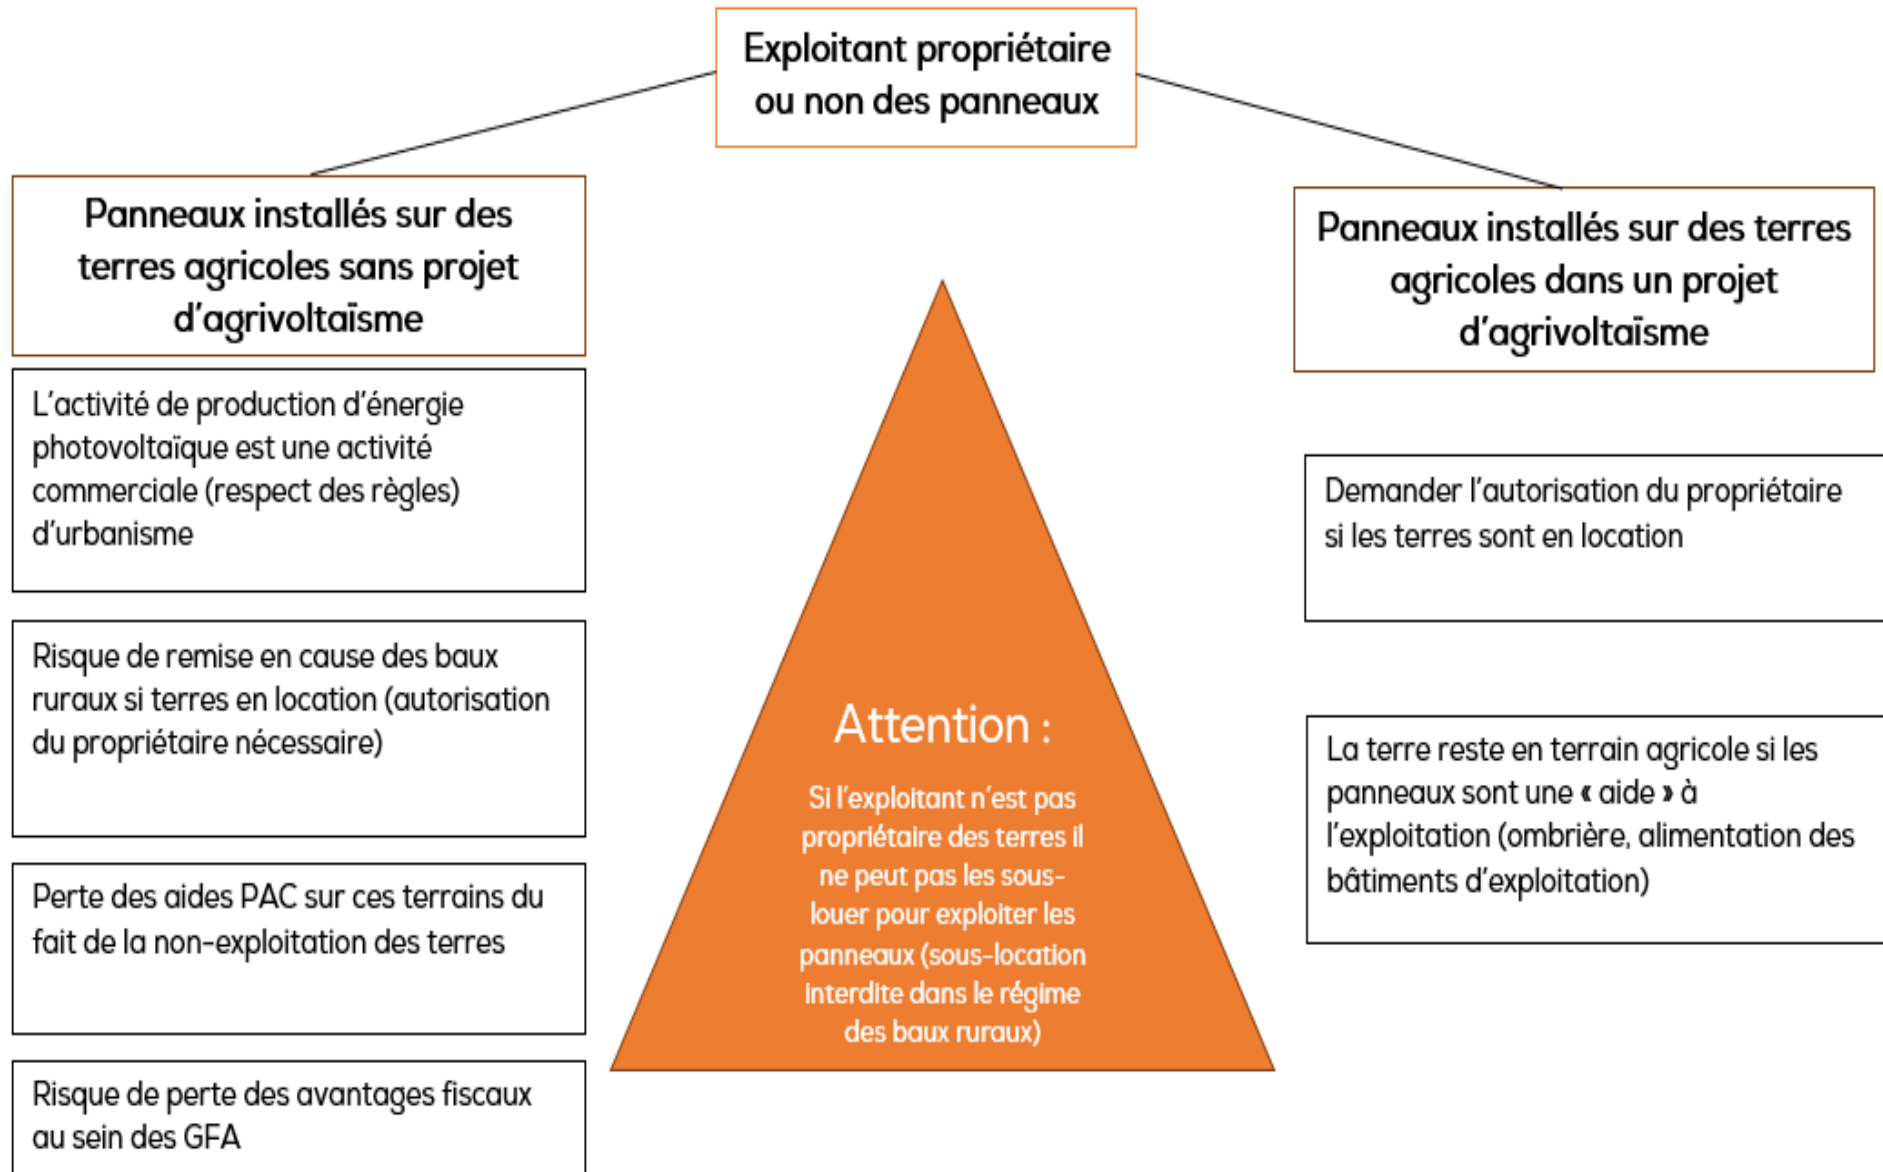 Exploitant propriétaire
ou non des panneaux
Panneaux installés sur des
terres agricoles sans projet
d'agrivoltaïsme
L'activité de production d'énergie
photovoltaïque est une activité
commerciale (respect des règles)
d'urbanisme
Risque de remise en cause des baux
ruraux si terres en location (autorisation
du propriétaire nécessaire)
Perte des aides PAC sur ces terrains du
fait de la non-exploitation des terres
Risque de perte des avantages fiscaux
au sein des GFA
Attention :
Si l'exploitant n'est pas
propriétaire des terres il
ne peut pas les sous-
louer pour exploiter les
panneaux (sous-location
interdite dans le régime
des baux ruraux)
Panneaux installés sur des terres
agricoles dans un projet
d'agrivoltaïsme
Demander l'autorisation du propriétaire
si les terres sont en location
La terre reste en terrain agricole si les
panneaux sont une « aide » à
l'exploitation (ombrière, alimentation des
bâtiments d'exploitation)